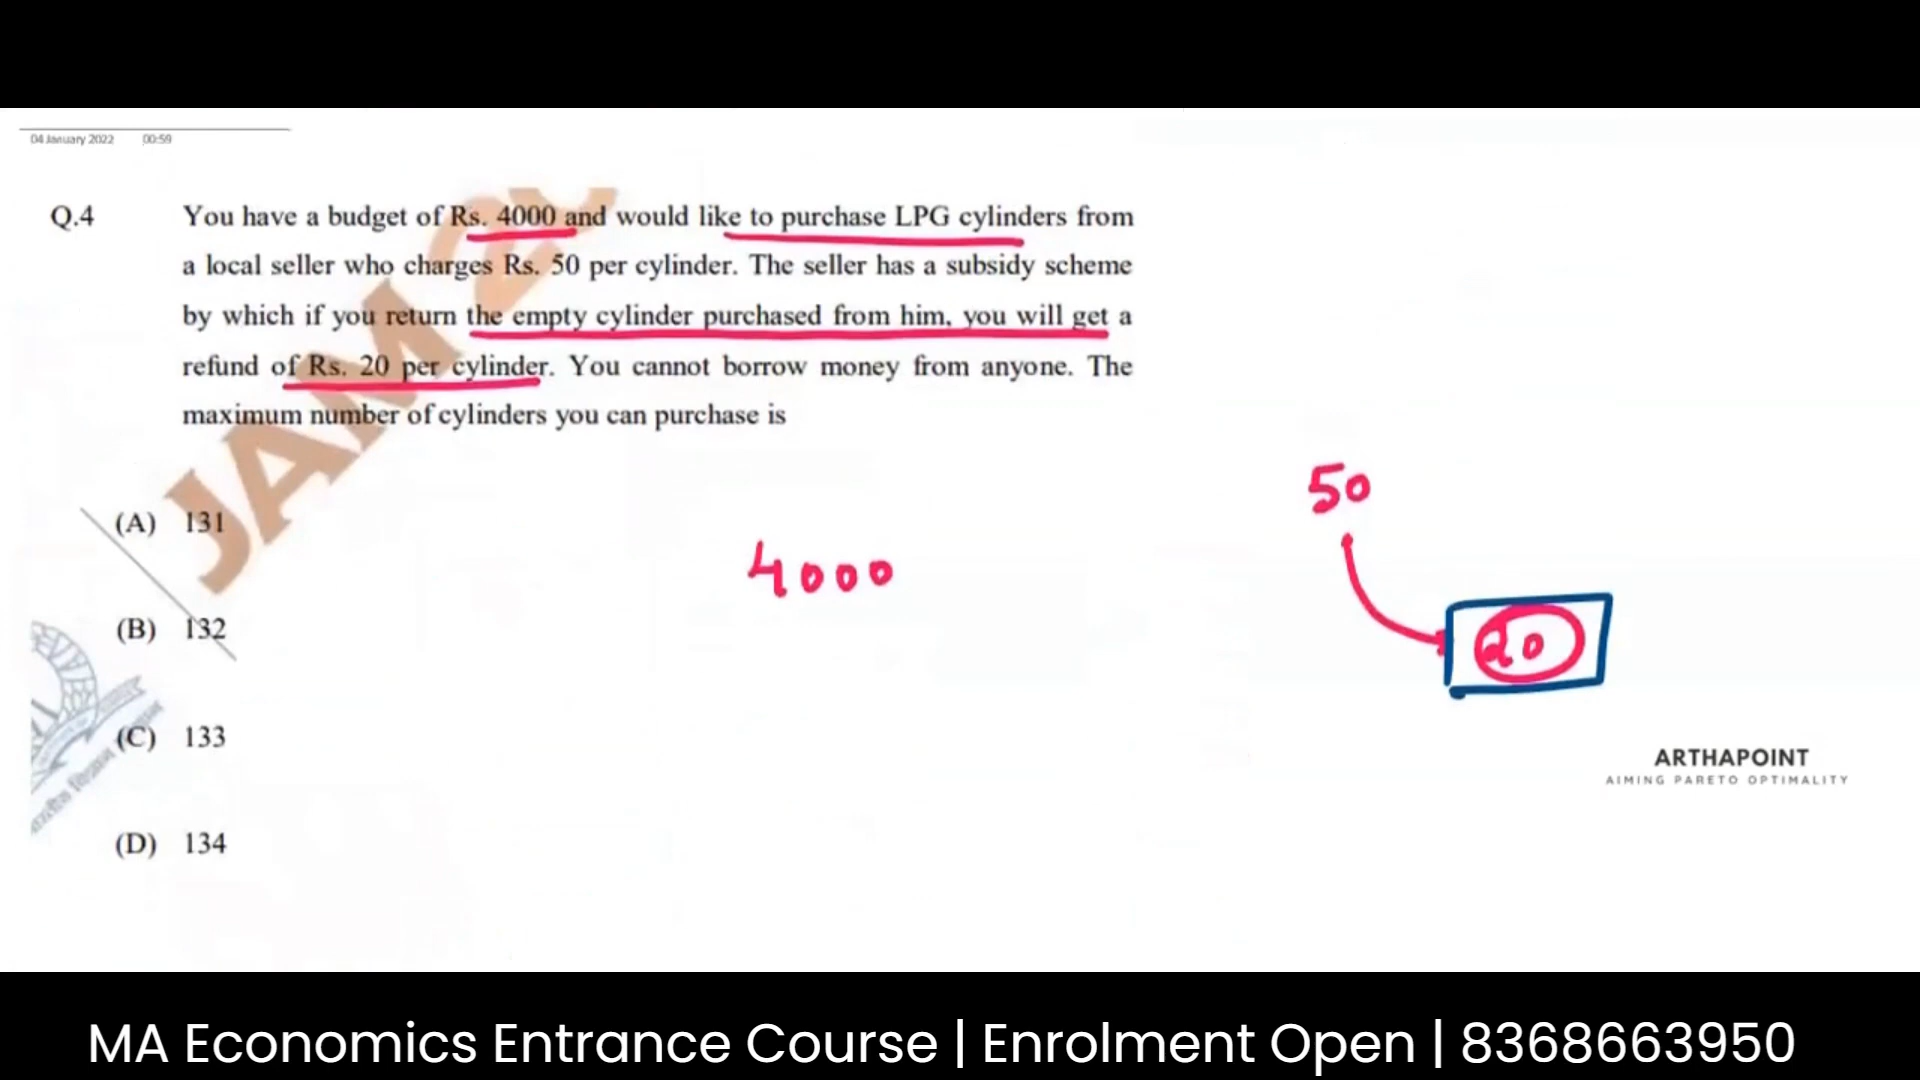 04 January 2022 00:59
Q.4 You have a budget of Rs. 4000 and would like to purchase LPG cylinders from
a local seller who charges Rs. 50 per cylinder. The seller has a subsidy scheme
by which if you return the empty cylinder purchased from him, you will get a
refund of Rs. 20 per cylinder. You cannot borrow money from anyone. The
maximum number of cylinders you can purchase is
JAM 20
50
(A) 131
4000
20
(B) 132
(C) 133
ARTHAPOINT
AIMING PARETO OPTIMALITY
(D) 134
MA Economics Entrance Course | Enrolment Open | 8368663950